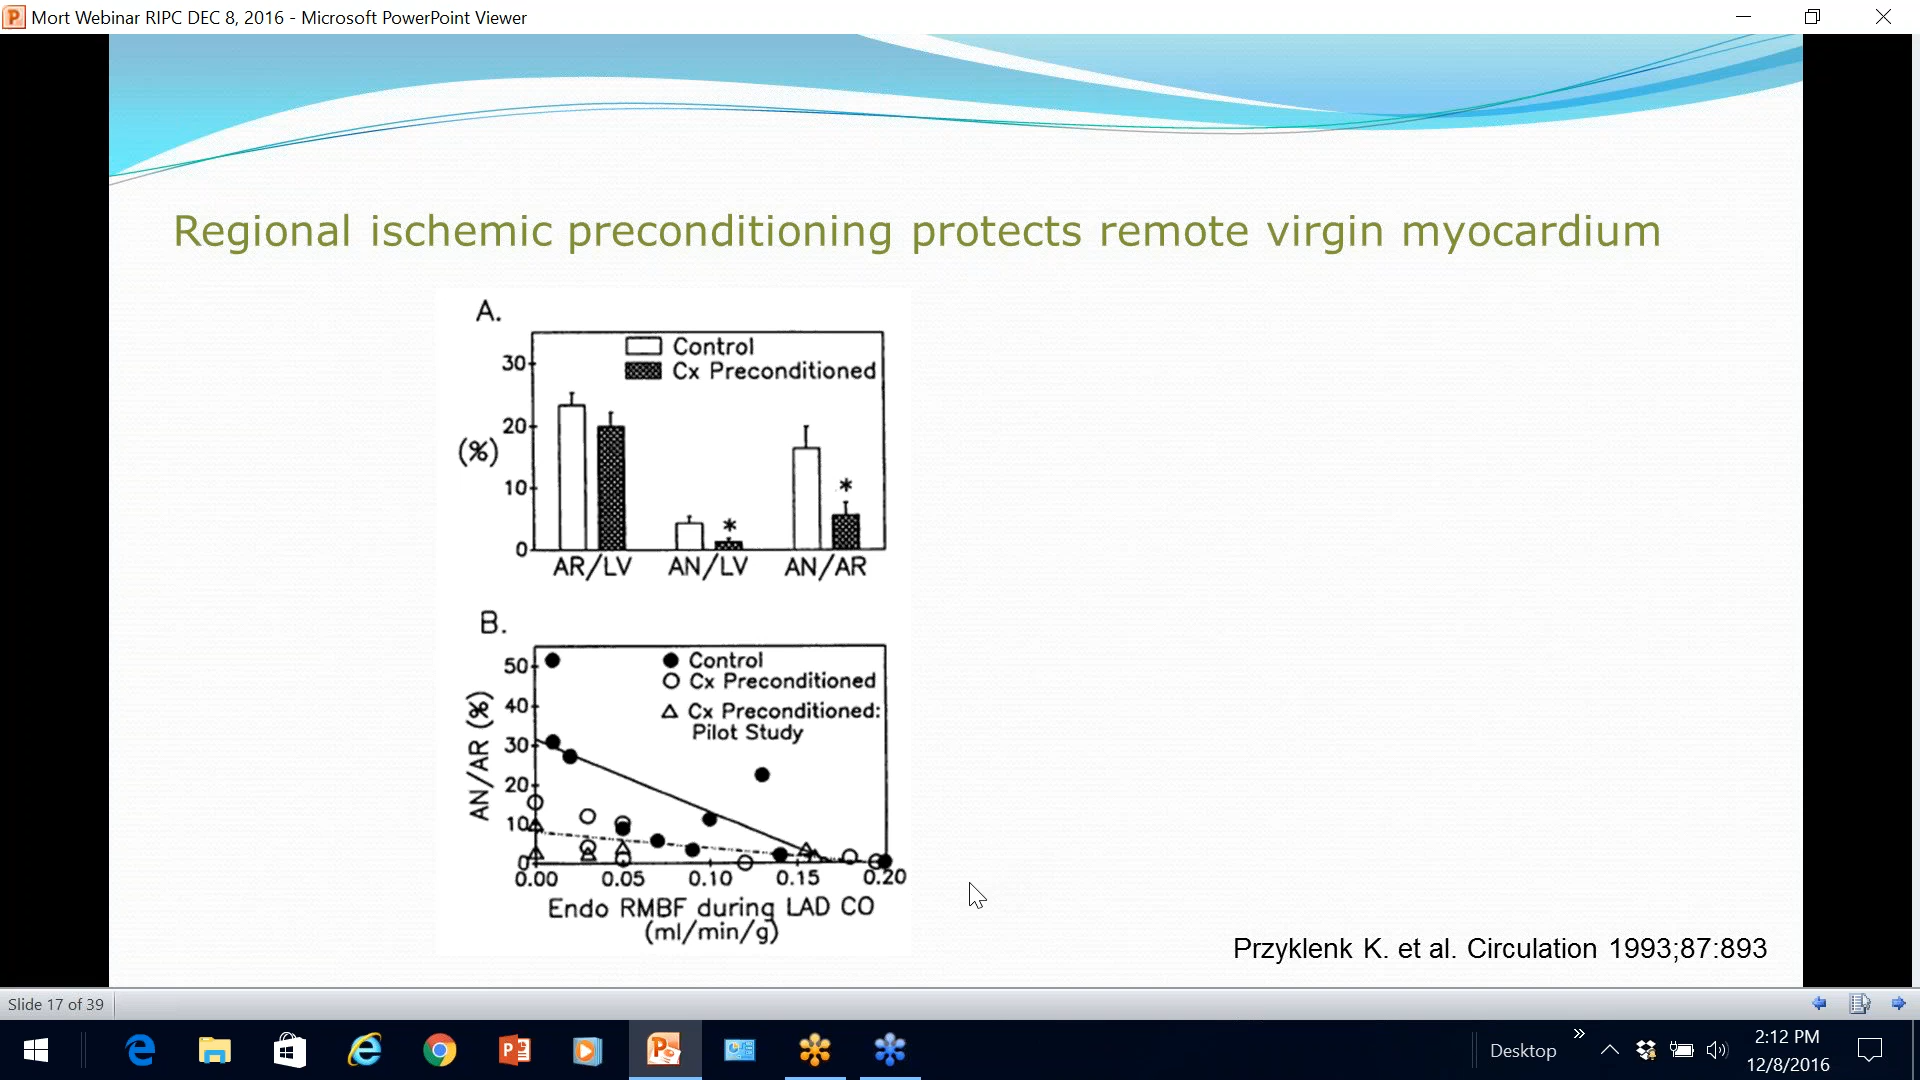 Mort Webinar RIPC DEC 8, 2016 - Microsoft PowerPoint Viewer
Regional ischemic preconditioning protects remote virgin myocardium
A.
Control
Cx Preconditioned
30
20
(%)
10
0
*
*
AR/LV AN/LV AN/AR
B.
Control
Cx Preconditioned
Cx Preconditioned:
Pilot Study
50
40
30
20
10
0
AN/AR (%)
0.00 0.05 0.10 0.15 0.20
Endo RMBF during LAD CO
(ml/min/g)
Przyklenk K. et al. Circulation 1993;87:893
Slide 17 of 39
Desktop
2:12 PM
12/8/2016